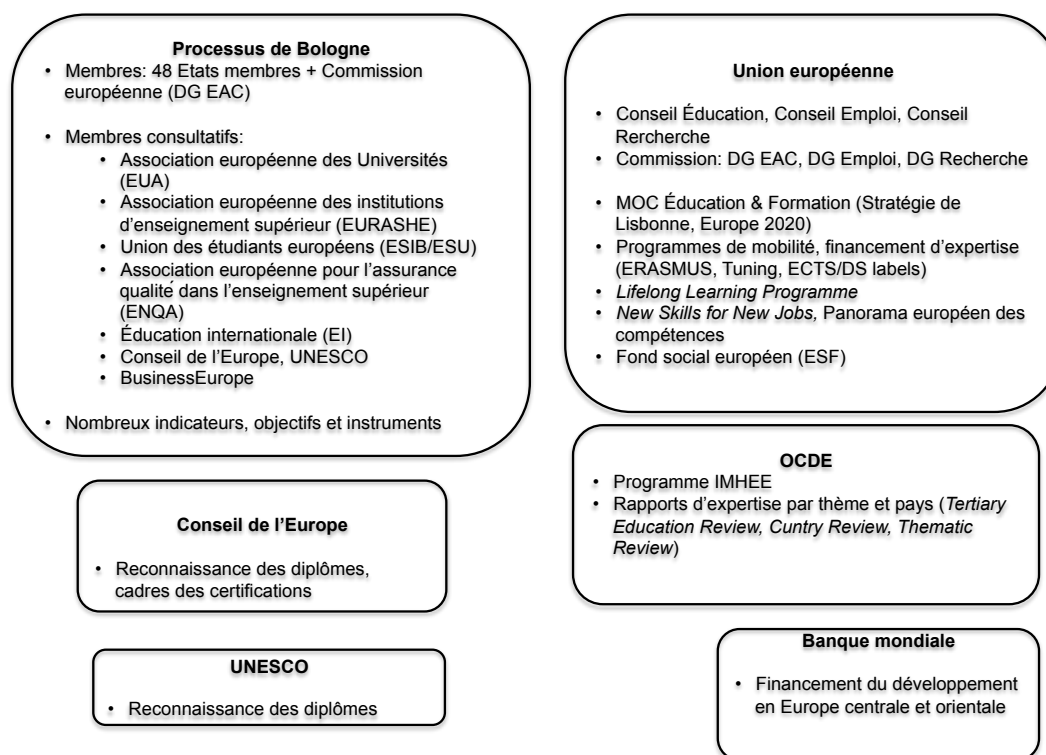 Processus de Bologne
• Membres: 48 Etats membres + Commission
européenne (DG EAC)
• Membres consultatifs:
• Association européenne des Universités
(EUA)
• Association européenne des institutions
d’enseignement supérieur (EURASHE)
• Union des étudiants européens (ESIB/ESU)
• Association européenne pour l’assurance
qualité dans l’enseignement supérieur
(ENQA)
• Éducation internationale (EI)
• Conseil de l’Europe, UNESCO
• BusinessEurope
• Nombreux indicateurs, objectifs et instruments
Union européenne
• Conseil Éducation, Conseil Emploi, Conseil
Rercherche
• Commission: DG EAC, DG Emploi, DG Recherche
• MOC Éducation & Formation (Stratégie de
Lisbonne, Europe 2020)
• Programmes de mobilité, financement d’expertise
(ERASMUS, Tuning, ECTS/DS labels)
• Lifelong Learning Programme
• New Skills for New Jobs, Panorama européen des
compétences
• Fond social européen (ESF)
Conseil de l’Europe
• Reconnaissance des diplômes,
cadres des certifications
OCDE
• Programme IMHEE
• Rapports d’expertise par thème et pays (Tertiary
Education Review, Cuntry Review, Thematic
Review)
UNESCO
• Reconnaissance des diplômes
Banque mondiale
• Financement du développement
en Europe centrale et orientale